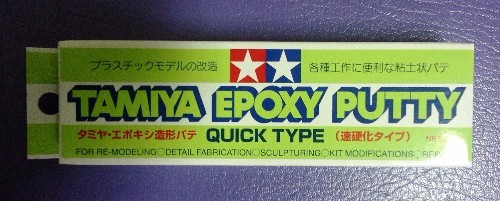 プラスチックモデルの改造 各種工作に便利な粘土状パテ
TAMIYA EPOXY PUTTY
タミヤ・エポキシ造形パテ QUICK TYPE (速硬化タイプ) NET
FOR RE-MODELING○DETAIL FABRICATION○SCULPTURING○KIT MODIFICATIONS○